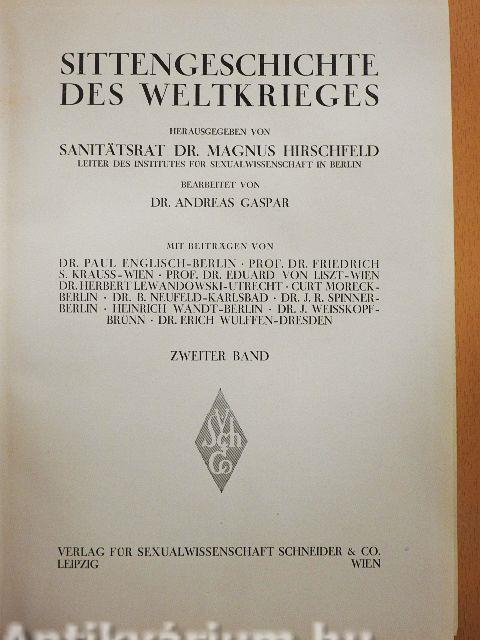 SITTENGESCHICHTE
DES WELTKRIEGES
HERAUSGEGEBEN VON
SANITÄTSRAT DR. MAGNUS HIRSCHFELD
LEITER DES INSTITUTES FÜR SEXUALWISSENSCHAFT IN BERLIN
BEARBEITET VON
DR. ANDREAS GASPAR
MIT BEITRÄGEN VON
DR. PAUL ENGLISCH-BERLIN · PROF. DR. FRIEDRICH
S. KRAUSS-WIEN · PROF. DR. EDUARD VON LISZT-WIEN
DR. HERBERT LEWANDOWSKI-UTRECHT · CURT MORECK-
BERLIN · DR. B. NEUFELD-KARLSBAD · DR. J. R. SPINNER-
BERLIN · HEINRICH WANDT-BERLIN · DR. J. WEISSKOPF-
BRÜNN · DR. ERICH WULFFEN-DRESDEN
ZWEITER BAND
V
Sch
Co
VERLAG FÜR SEXUALWISSENSCHAFT SCHNEIDER & CO.
LEIPZIG WIEN
Antikvárium.hu